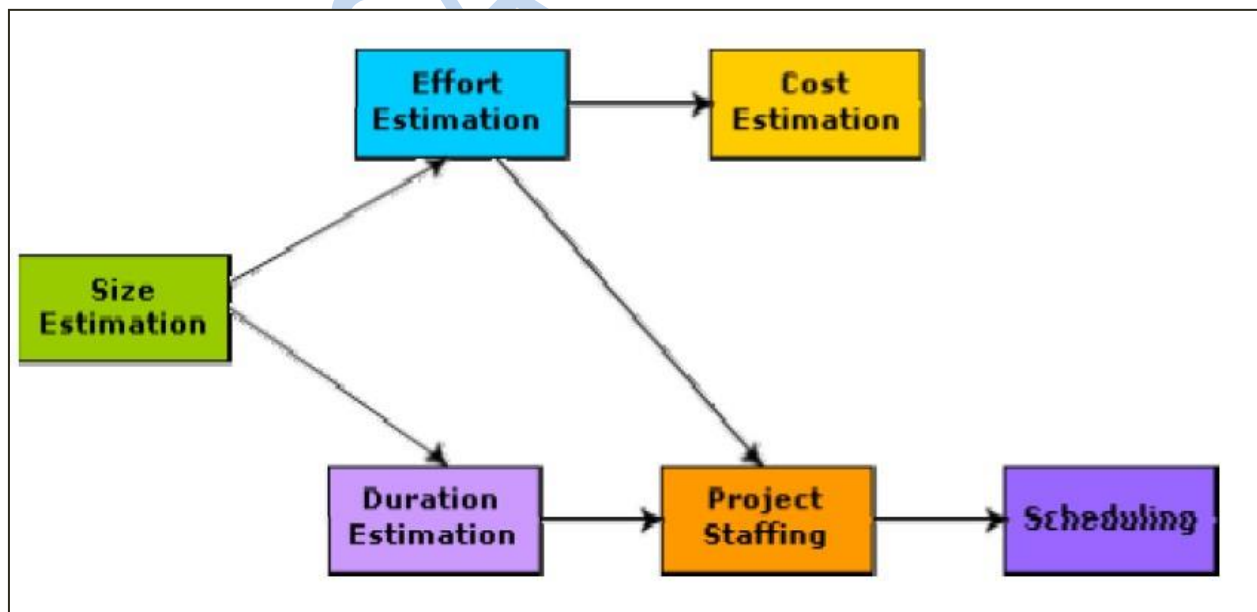 Effort
Estimation
Cost
Estimation
Size
Estimation
Duration
Estimation
Project
Staffing
Scheduling